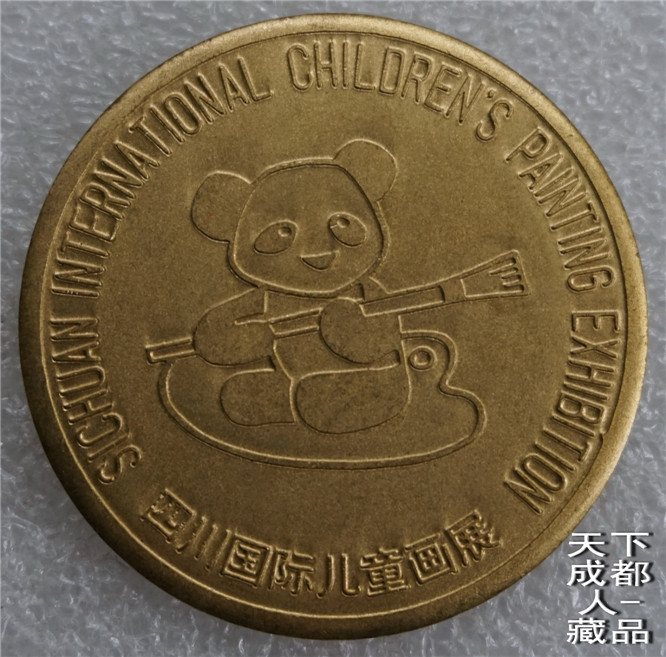 SICHUAN INTERNATIONAL CHILDREN'S PAINTING EXHIBITION
四川国际儿童画展
天下
成都
人-
藏品